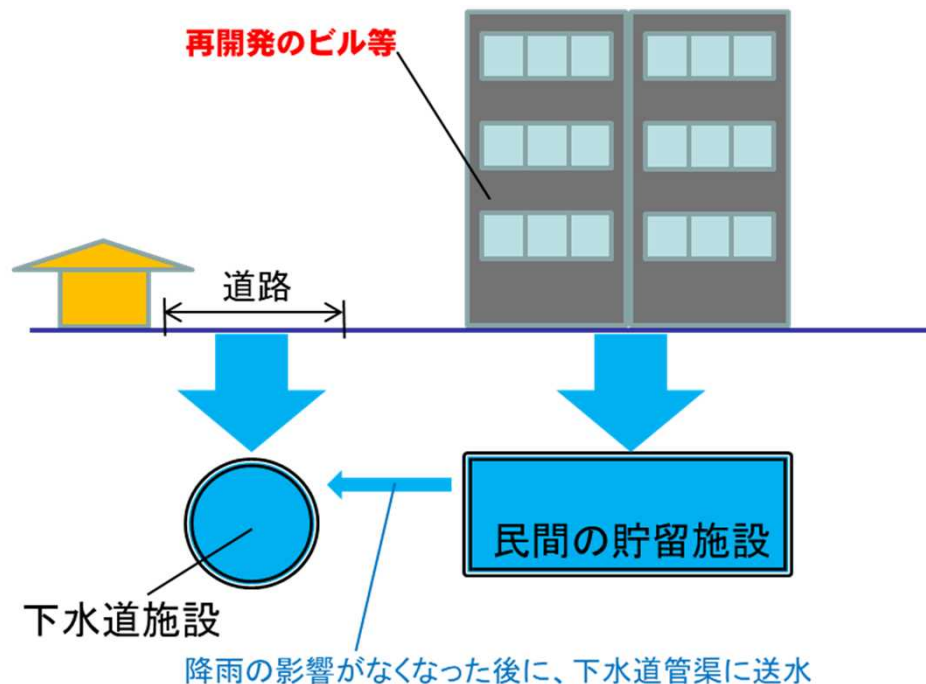 再開発のビル等
道路
民間の貯留施設
下水道施設
降雨の影響がなくなった後に、下水道管渠に送水